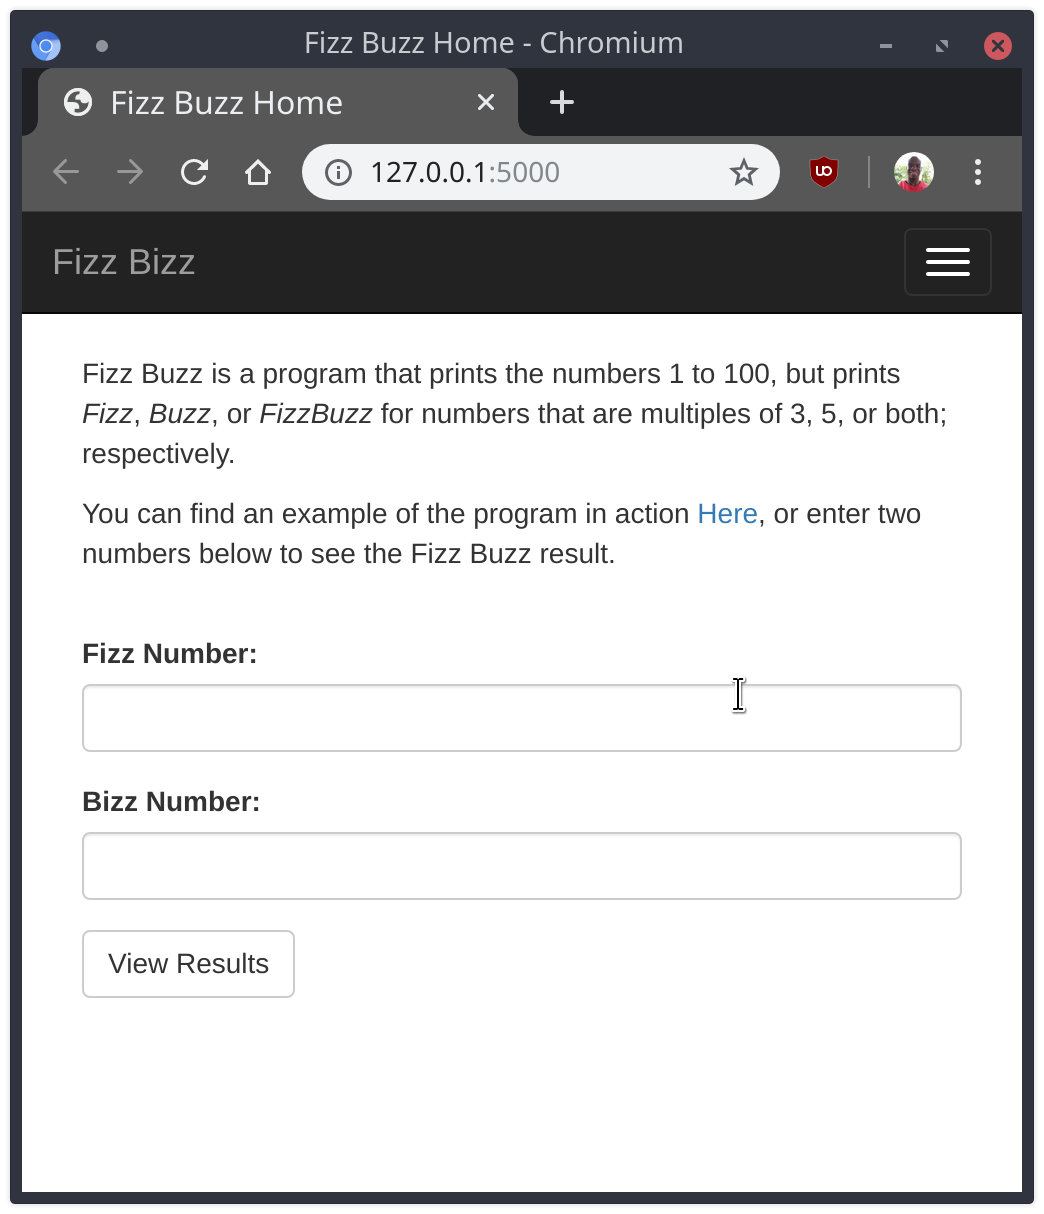 Fizz Buzz Home - Chromium
Fizz Buzz Home
127.0.0.1:5000
UO
Fizz Bizz
Fizz Buzz is a program that prints the numbers 1 to 100, but prints
Fizz, Buzz, or FizzBuzz for numbers that are multiples of 3, 5, or both;
respectively.
You can find an example of the program in action Here, or enter two
numbers below to see the Fizz Buzz result.
Fizz Number:
Bizz Number:
View Results